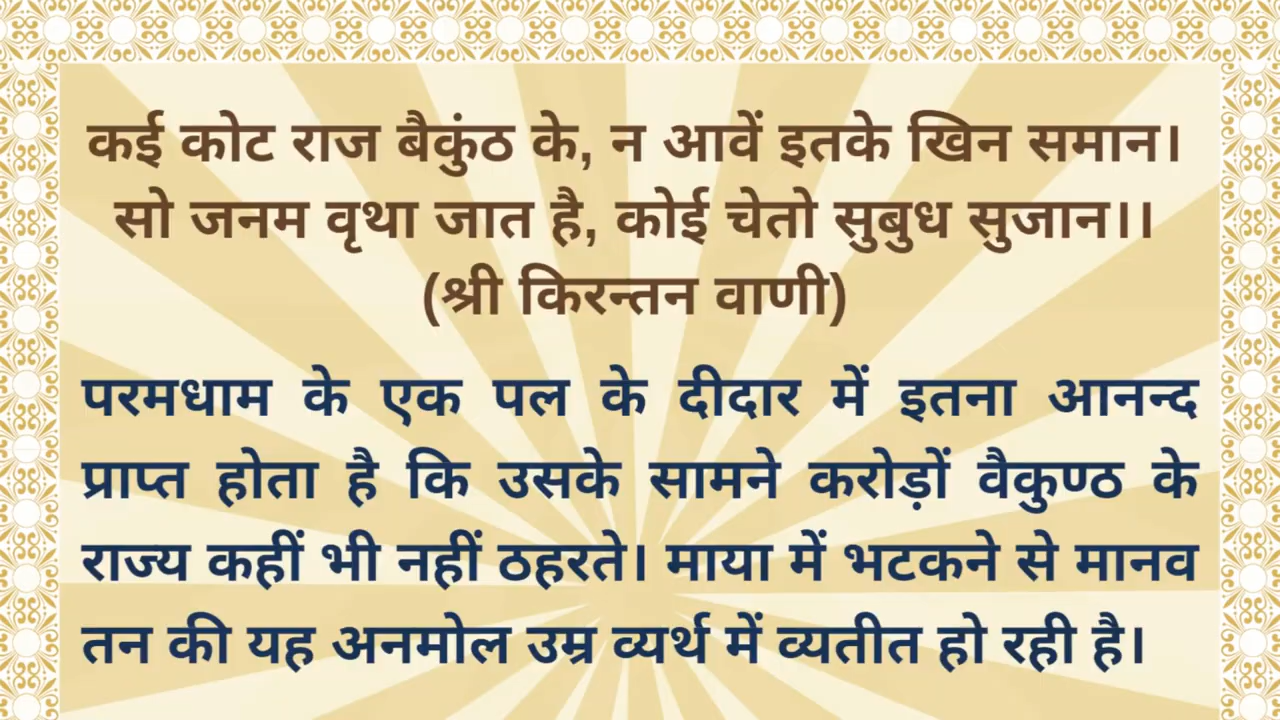 कई कोट राज बैकुंठ के, न आवें इतके खिन समान।
सो जनम वृथा जात है, कोई चेतो सुबुध सुजान।।
(श्री किरन्तन वाणी)
परमधाम के एक पल के दीदार में इतना आनन्द
प्राप्त होता है कि उसके सामने करोड़ों वैकुण्ठ के
राज्य कहीं भी नहीं ठहरते। माया में भटकने से मानव
तन की यह अनमोल उम्र व्यर्थ में व्यतीत हो रही है।